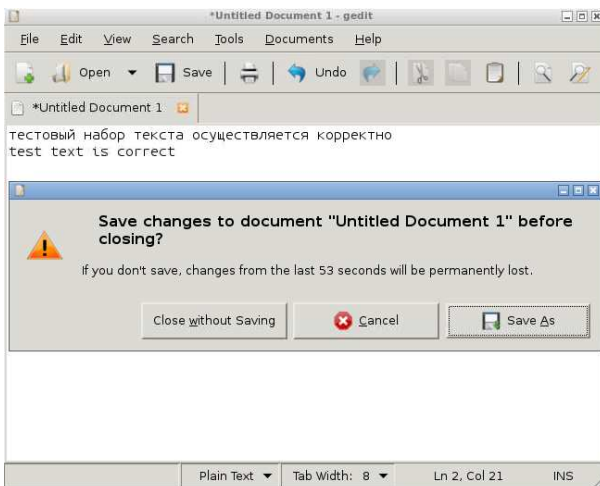 *Untitled Document 1 - gedit
File Edit View Search Tools Documents Help
Open Save Undo
*Untitled Document 1
тестовый набор текста осуществляется корректно
test text is correct
Save changes to document "Untitled Document 1" before
closing?
If you don't save, changes from the last 53 seconds will be permanently lost.
Close without Saving Cancel Save As
Plain Text Tab Width: 8 Ln 2, Col 21 INS